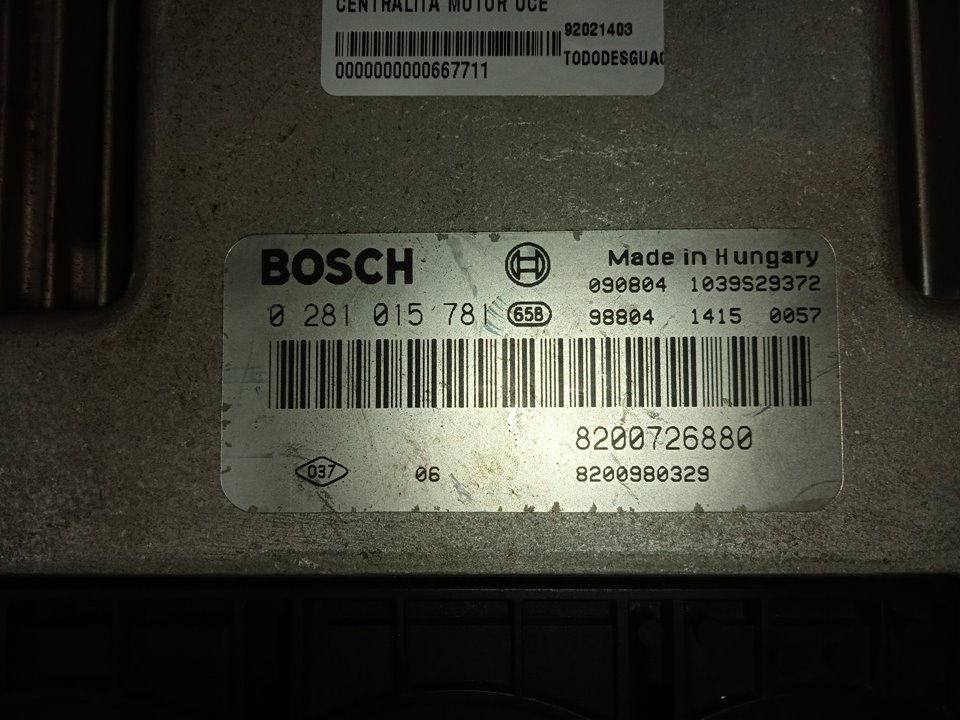 CENTRALITA MOTOR UCE
92021403
0000000000667711
BOSCH
Made in Hungary
090804 1039S29372
0 281 015 781 65B
98804 1415 0057
8200726880
037 06 8200980329